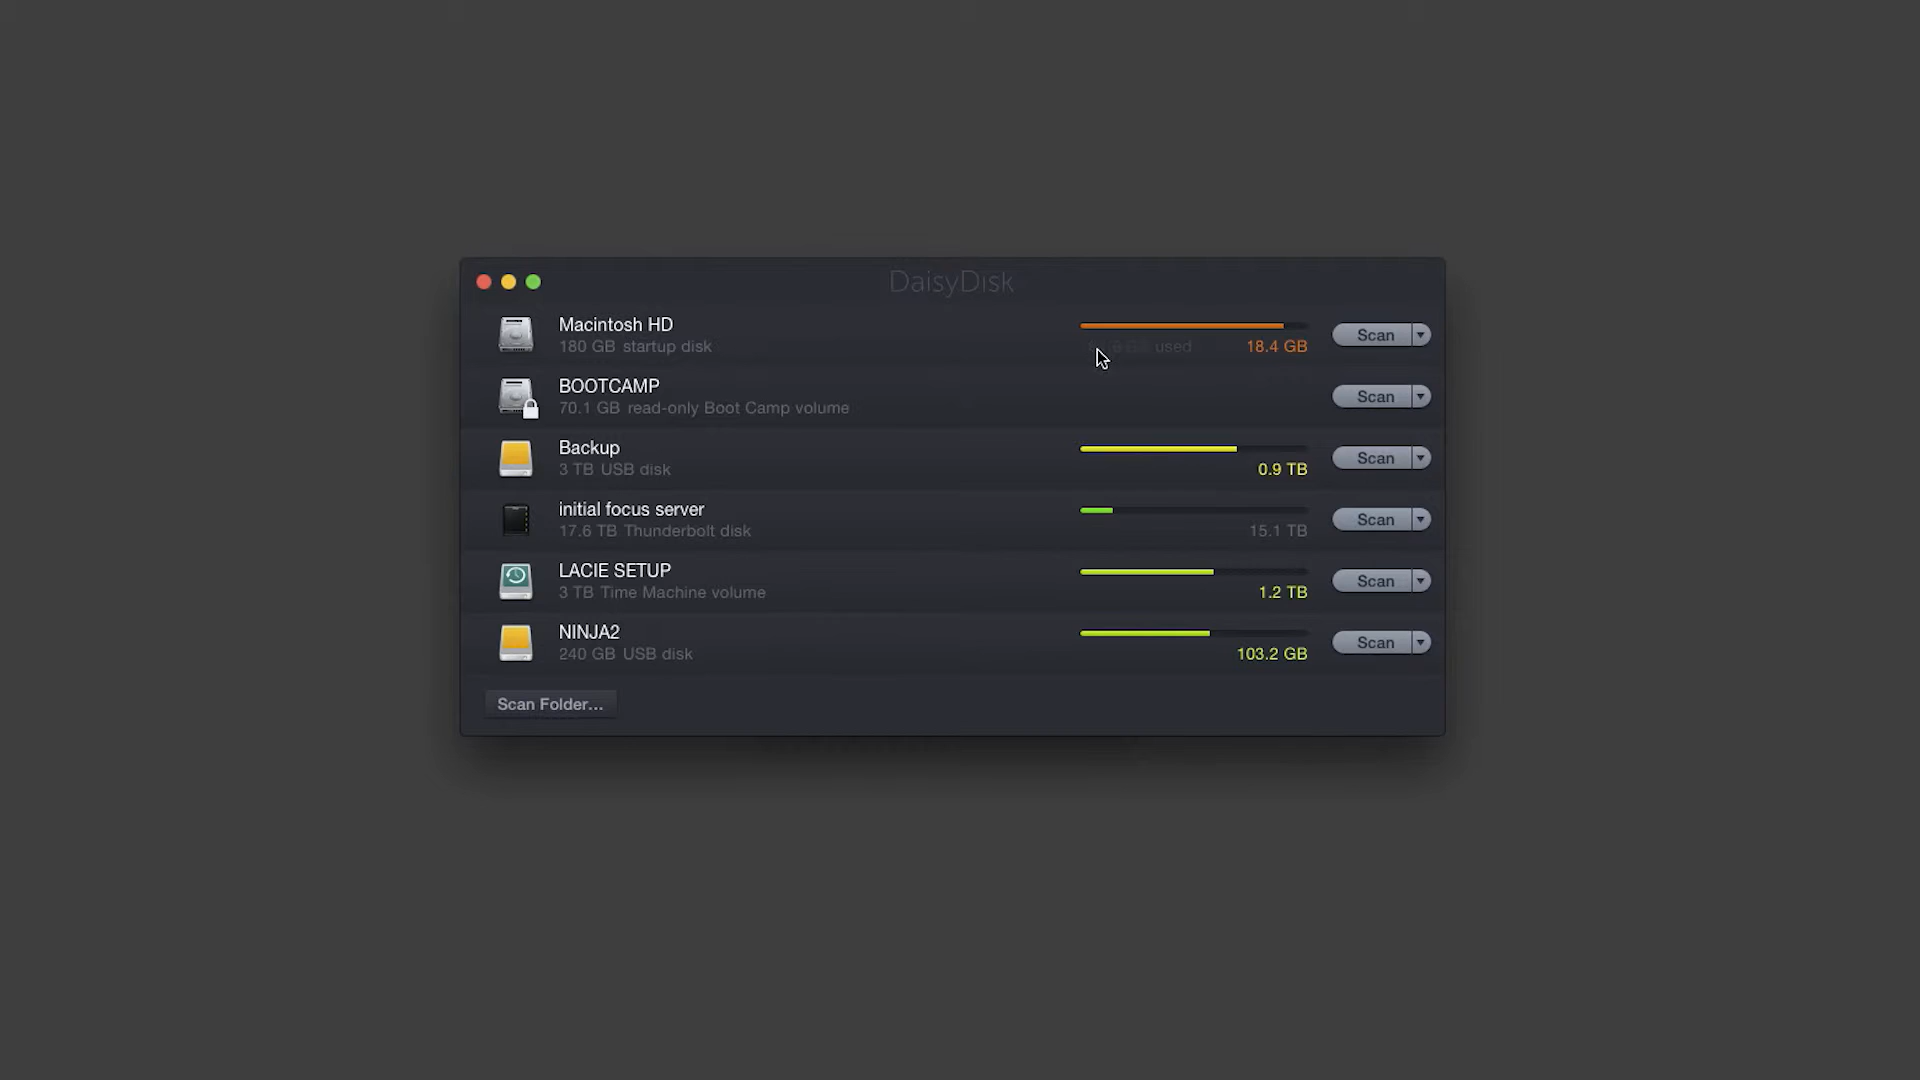 DaisyDisk
Macintosh HD
180 GB startup disk
used
18.4 GB
Scan
BOOTCAMP
70.1 GB read-only Boot Camp volume
Scan
Backup
3 TB USB disk
0.9 TB
Scan
initial focus server
17.6 TB Thunderbolt disk
15.1 TB
Scan
LACIE SETUP
3 TB Time Machine volume
1.2 TB
Scan
NINJA2
240 GB USB disk
103.2 GB
Scan
Scan Folder...